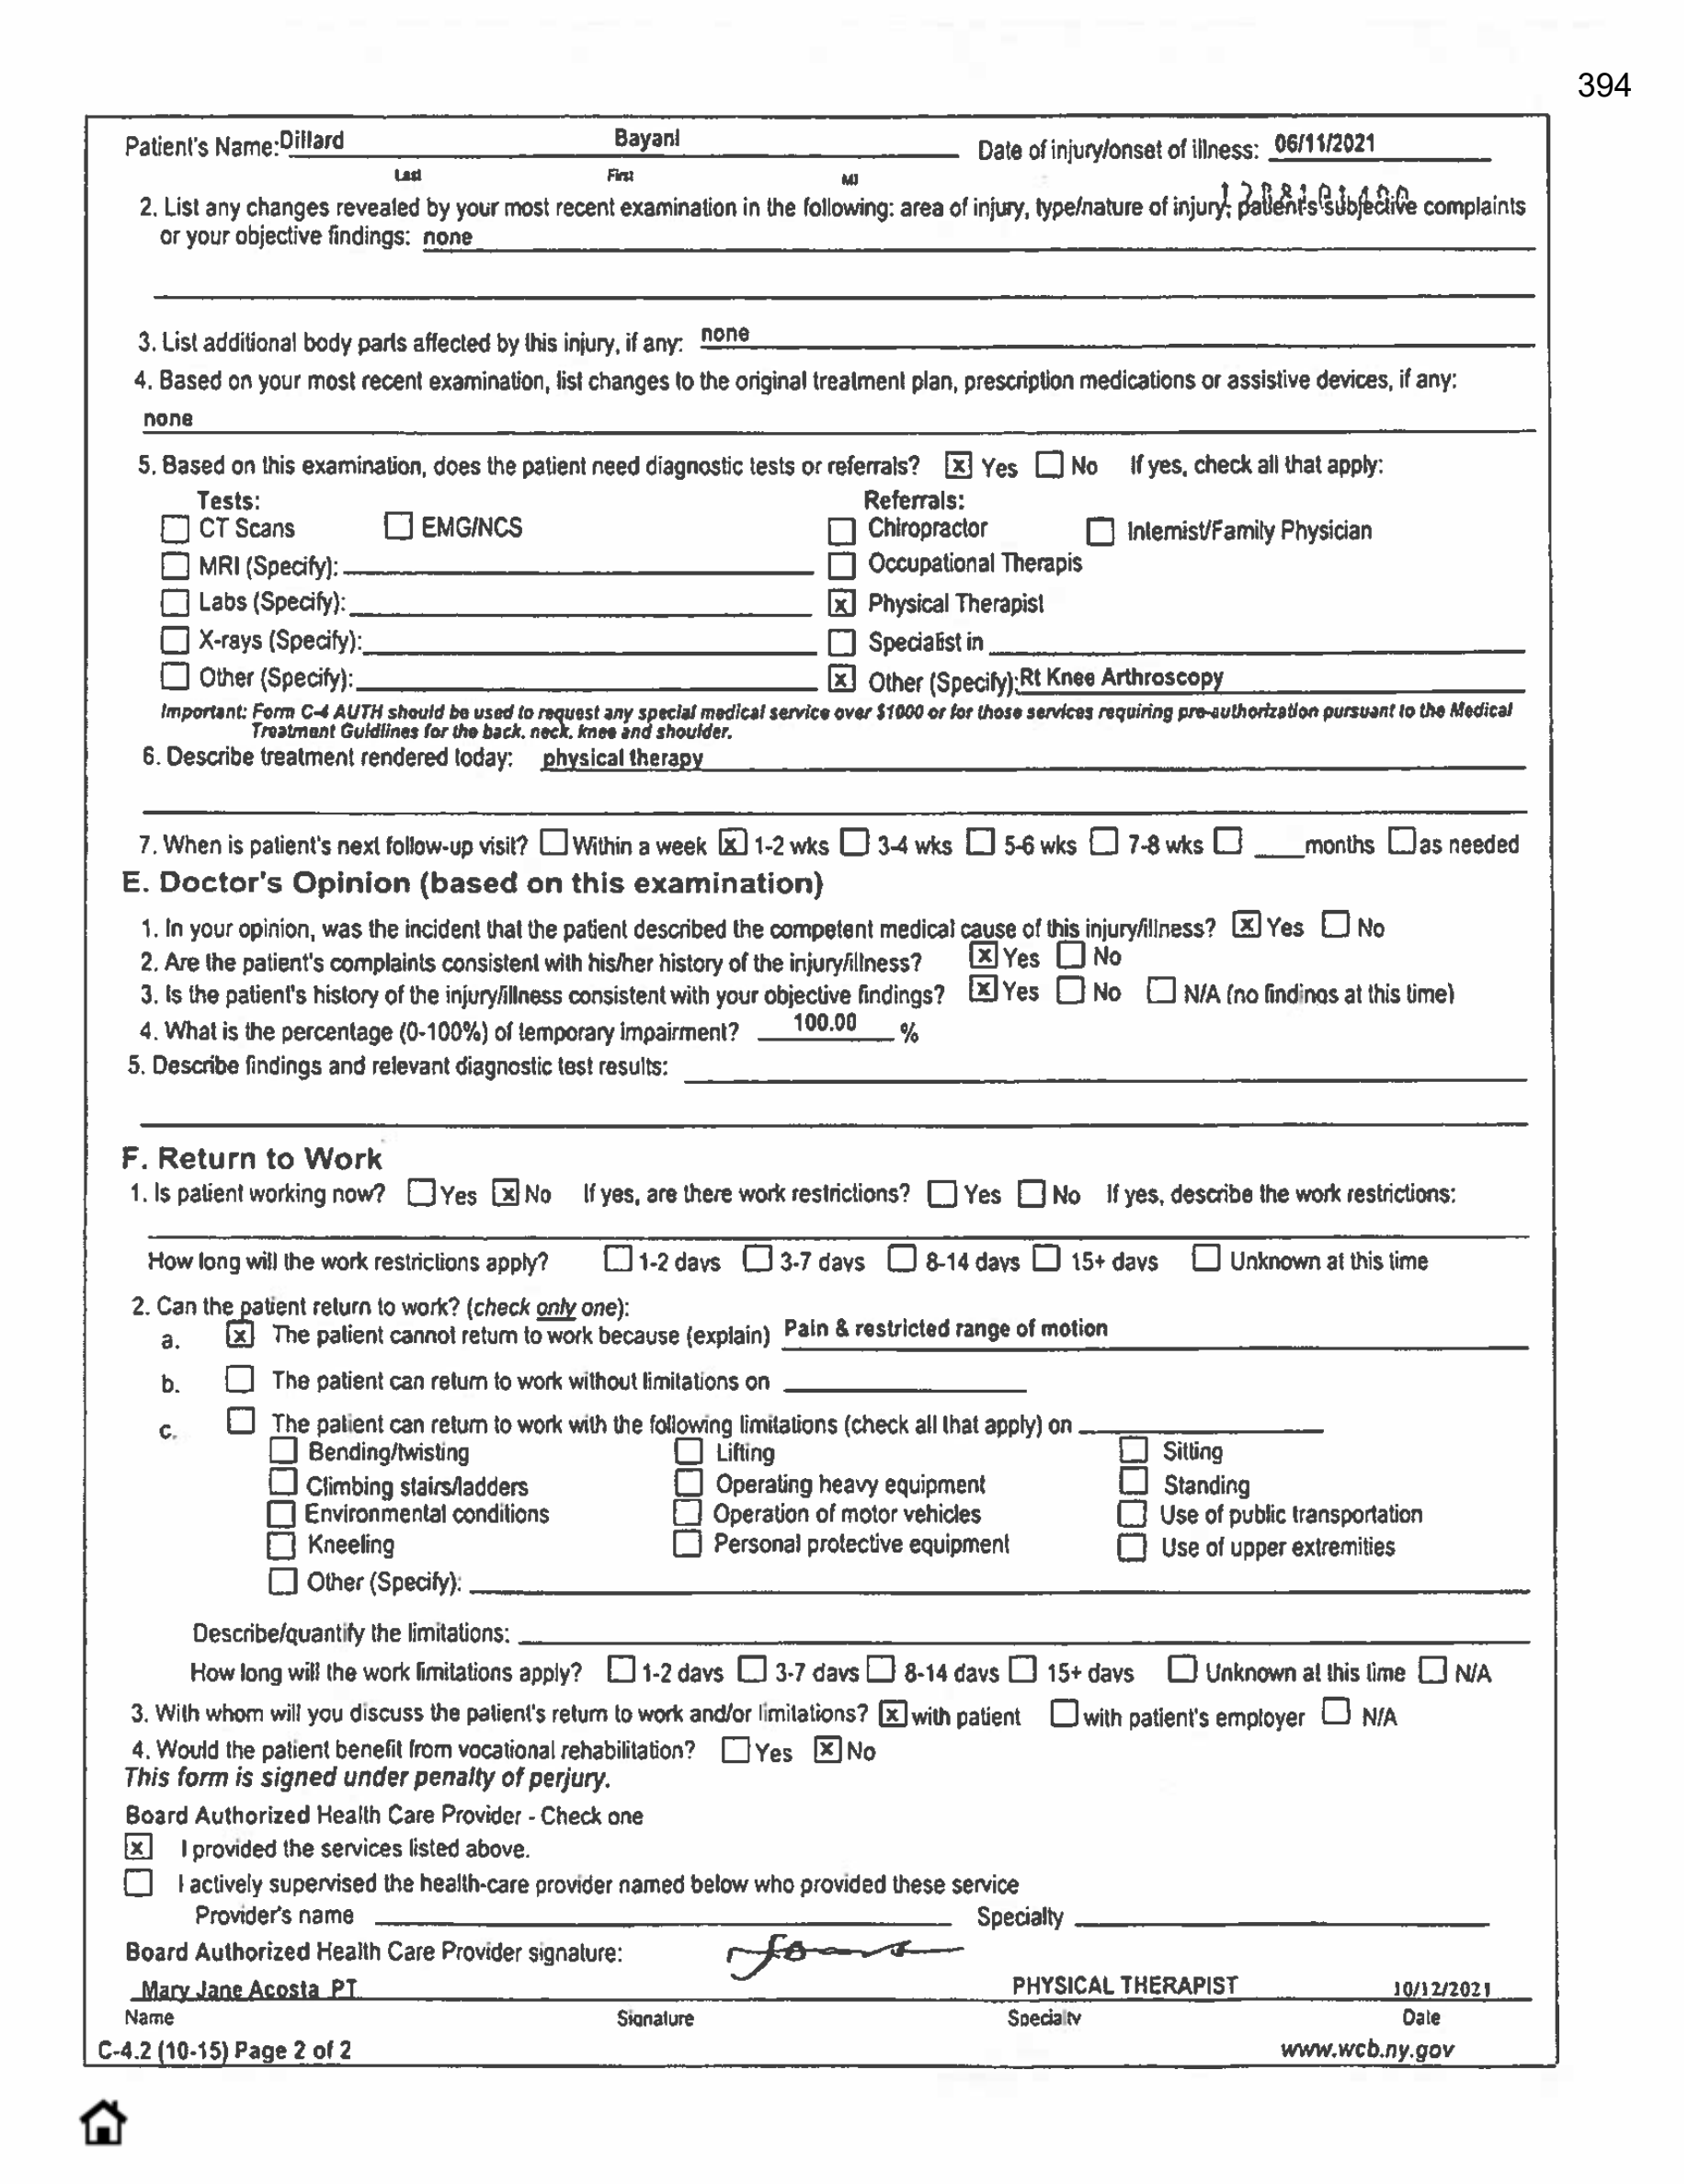 394
Patient's Name: Dillard Bayani Date of injury/onset of illness: 06/11/2021
Last First MI
2. List any changes revealed by your most recent examination in the following: area of injury, type/nature of injury, patient's subjective complaints
or your objective findings: none
3. List additional body parts affected by this injury, if any: none
4. Based on your most recent examination, list changes to the original treatment plan, prescription medications or assistive devices, if any:
none
5. Based on this examination, does the patient need diagnostic tests or referrals? [x] Yes [ ] No If yes, check all that apply:
Tests: Referrals:
[ ] CT Scans [ ] EMG/NCS [ ] Chiropractor [ ] Internist/Family Physician
[ ] MRI (Specify): [ ] Occupational Therapis
[ ] Labs (Specify): [x] Physical Therapist
[ ] X-rays (Specify): [ ] Specialist in
[ ] Other (Specify): [x] Other (Specify): Rt Knee Arthroscopy
Important: Form C-4 AUTH should be used to request any special medical service over $1000 or for those services requiring pre-authorization pursuant to the Medical
Treatment Guidlines for the back, neck, knee and shoulder.
6. Describe treatment rendered today: physical therapy
7. When is patient's next follow-up visit? [ ] Within a week [x] 1-2 wks [ ] 3-4 wks [ ] 5-6 wks [ ] 7-8 wks [ ] ____ months [ ] as needed
E. Doctor's Opinion (based on this examination)
1. In your opinion, was the incident that the patient described the competent medical cause of this injury/illness? [x] Yes [ ] No
2. Are the patient's complaints consistent with his/her history of the injury/illness? [x] Yes [ ] No
3. Is the patient's history of the injury/illness consistent with your objective findings? [x] Yes [ ] No [ ] N/A (no findings at this time)
4. What is the percentage (0-100%) of temporary impairment? 100.00 %
5. Describe findings and relevant diagnostic test results:
F. Return to Work
1. Is patient working now? [ ] Yes [x] No If yes, are there work restrictions? [ ] Yes [ ] No If yes, describe the work restrictions:
How long will the work restrictions apply? [ ] 1-2 days [ ] 3-7 days [ ] 8-14 days [ ] 15+ days [ ] Unknown at this time
2. Can the patient return to work? (check only one):
a. [x] The patient cannot return to work because (explain) Pain & restricted range of motion
b. [ ] The patient can return to work without limitations on
c. [ ] The patient can return to work with the following limitations (check all that apply) on
[ ] Bending/twisting [ ] Lifting [ ] Sitting
[ ] Climbing stairs/ladders [ ] Operating heavy equipment [ ] Standing
[ ] Environmental conditions [ ] Operation of motor vehicles [ ] Use of public transportation
[ ] Kneeling [ ] Personal protective equipment [ ] Use of upper extremities
[ ] Other (Specify):
Describe/quantify the limitations:
How long will the work limitations apply? [ ] 1-2 days [ ] 3-7 days [ ] 8-14 days [ ] 15+ days [ ] Unknown at this time [ ] N/A
3. With whom will you discuss the patient's return to work and/or limitations? [x] with patient [ ] with patient's employer [ ] N/A
4. Would the patient benefit from vocational rehabilitation? [ ] Yes [x] No
This form is signed under penalty of perjury.
Board Authorized Health Care Provider - Check one
[x] I provided the services listed above.
[ ] I actively supervised the health-care provider named below who provided these service
Provider's name Specialty
Board Authorized Health Care Provider signature:
Mary Jane Acosta PT PHYSICAL THERAPIST 10/12/2021
Name Signature Specialty Date
C-4.2 (10-15) Page 2 of 2 www.wcb.ny.gov